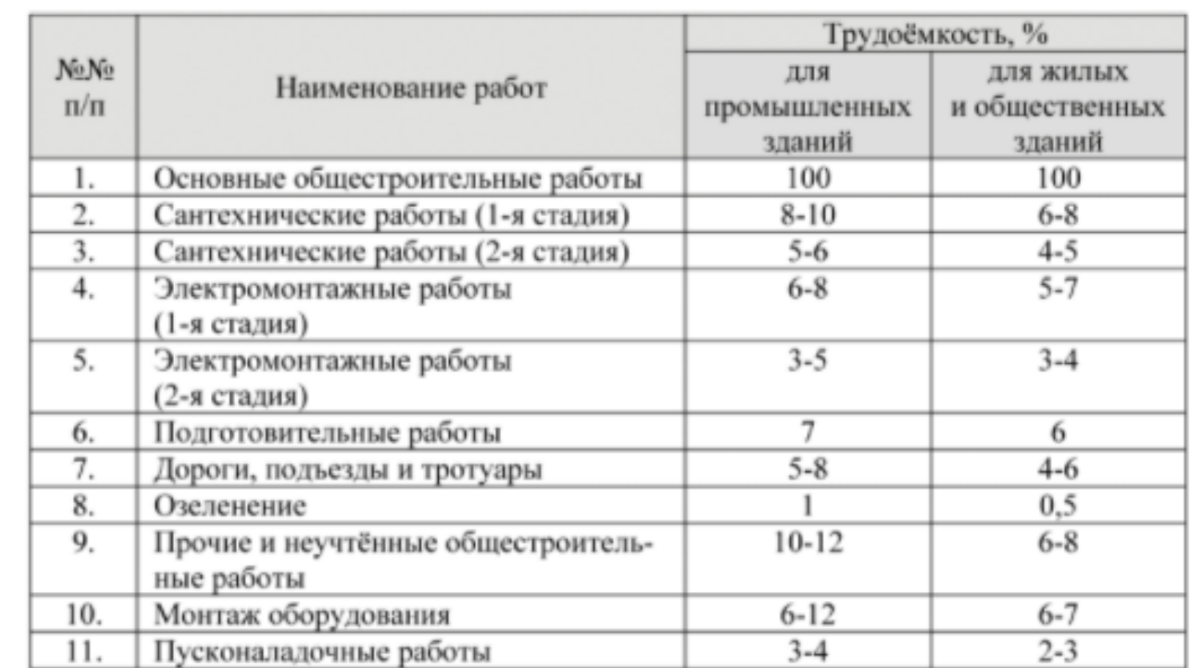 №№ п/п Наименование работ Трудоёмкость, %
для промышленных зданий для жилых и общественных зданий
1. Основные общестроительные работы 100 100
2. Сантехнические работы (1-я стадия) 8-10 6-8
3. Сантехнические работы (2-я стадия) 5-6 4-5
4. Электромонтажные работы 6-8 5-7
(1-я стадия)
5. Электромонтажные работы 3-5 3-4
(2-я стадия)
6. Подготовительные работы 7 6
7. Дороги, подъезды и тротуары 5-8 4-6
8. Озеленение 1 0,5
9. Прочие и неучтённые общестроитель- 10-12 6-8
ные работы
10. Монтаж оборудования 6-12 6-7
11. Пусконаладочные работы 3-4 2-3